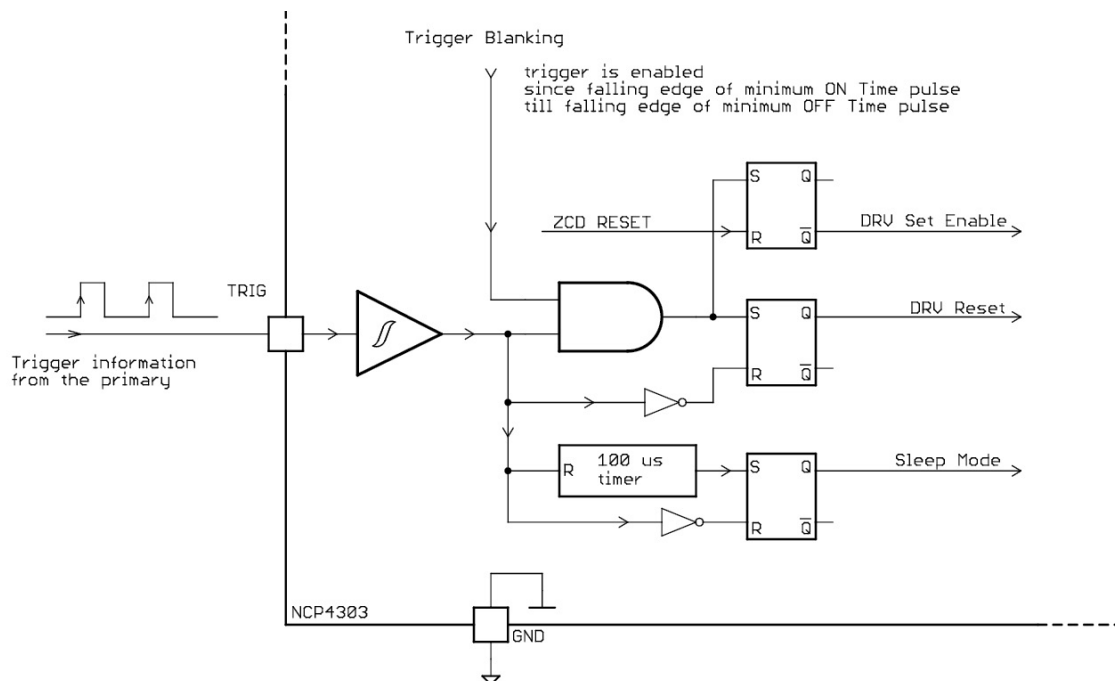 Trigger Blanking
trigger is enabled
since falling edge of minimum ON Time pulse
till falling edge of minimum OFF Time pulse
S Q
ZCD RESET
R Q̅
DRV Set Enable
TRIG
S Q
DRV Reset
Trigger information
from the primary
R Q̅
R
100 us
timer
S Q
Sleep Mode
R Q̅
NCP4303
GND